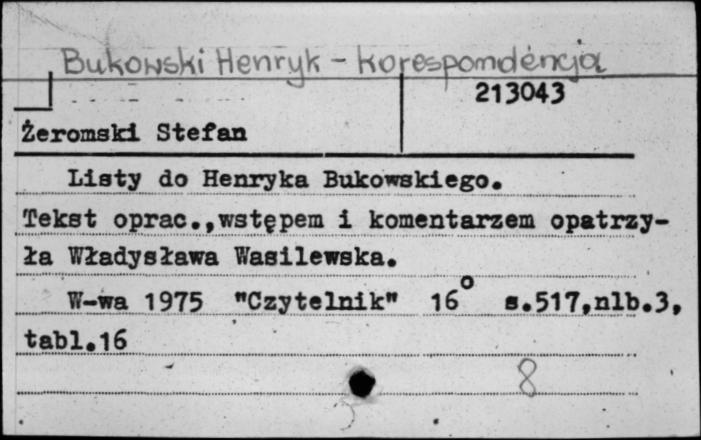 Bukowski Henryk - korespondencja
213043
Żeromski Stefan
Listy do Henryka Bukowskiego.
Tekst oprac.,wstępem i komentarzem opatrzy-
ła Władysława Wasilewska.
W-wa 1975 "Czytelnik" 16° s.517,nlb.3,
tabl.16
8